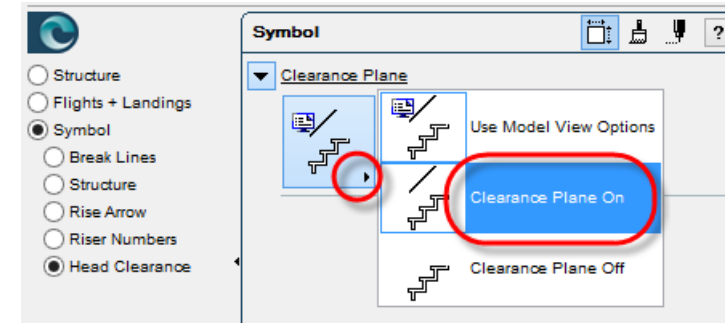 Symbol
?
Structure
Flights + Landings
Symbol
Break Lines
Structure
Rise Arrow
Riser Numbers
Head Clearance
Clearance Plane
Use Model View Options
Clearance Plane On
Clearance Plane Off